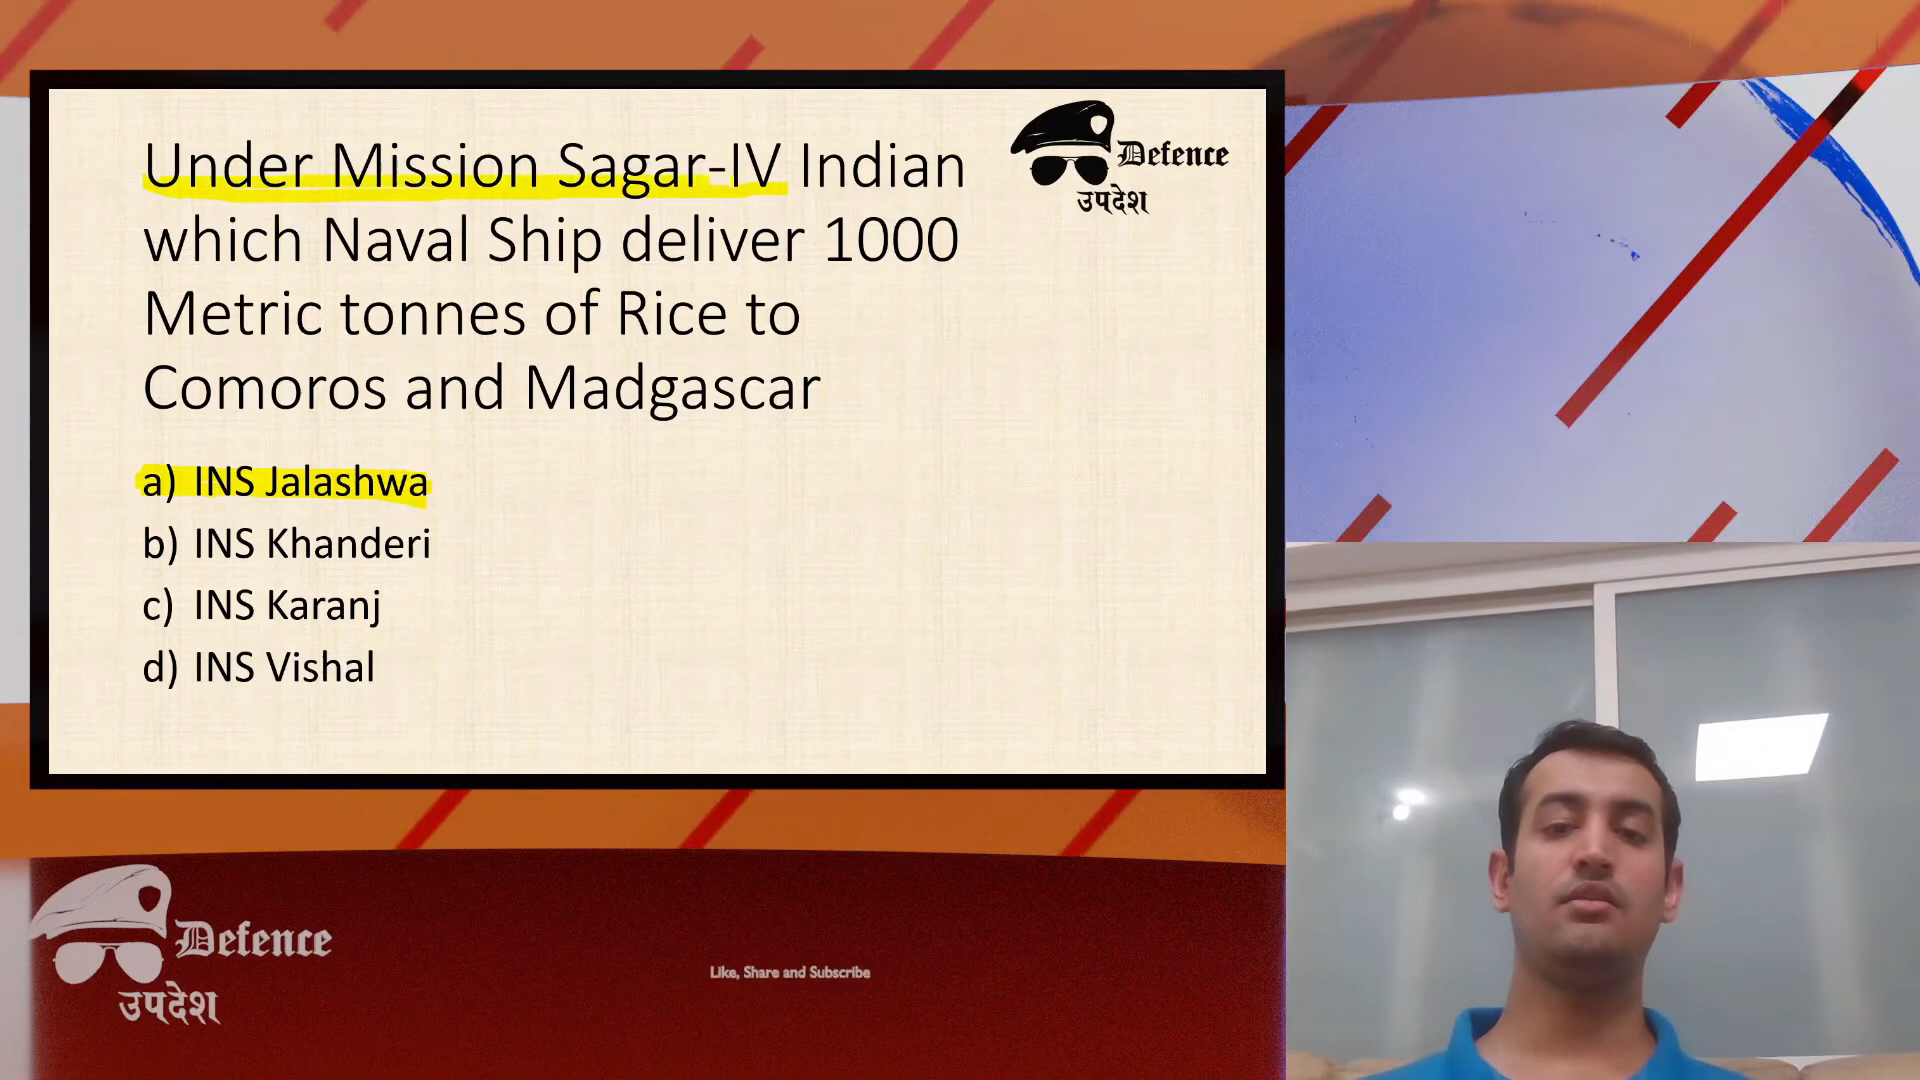 Under Mission Sagar-IV Indian
which Naval Ship deliver 1000
Metric tonnes of Rice to
Comoros and Madgascar
Defence
उपदेश
a) INS Jalashwa
b) INS Khanderi
c) INS Karanj
d) INS Vishal
Defence
उपदेश
Like, Share and Subscribe